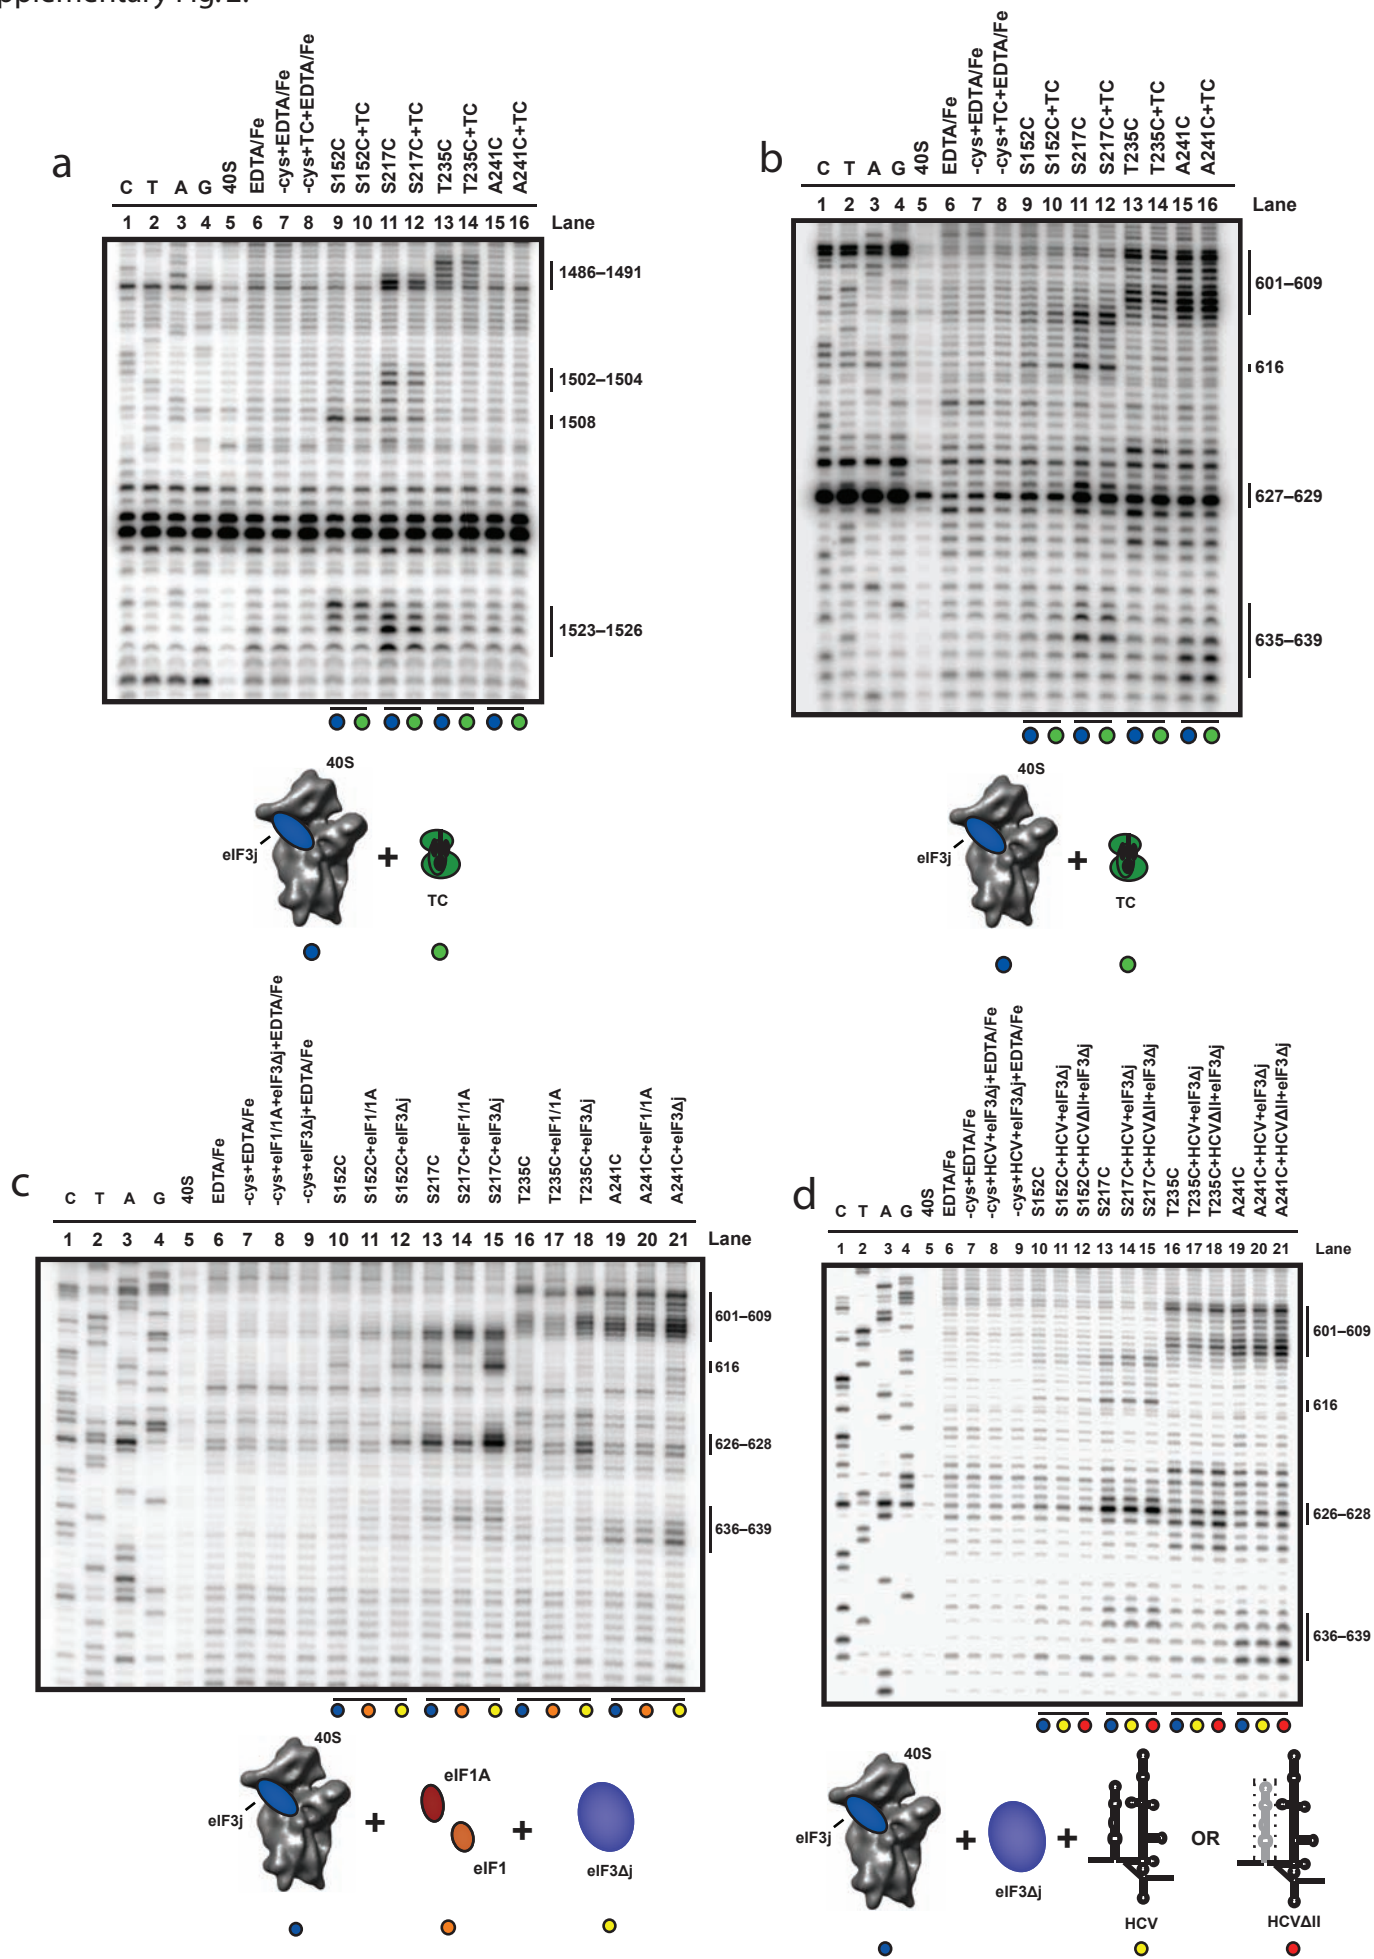 pplementary Fig. 2.
a
C T A G 40S EDTA/Fe -cys+EDTA/Fe -cys+TC+EDTA/Fe S152C S152C+TC S217C S217C+TC T235C T235C+TC A241C A241C+TC
1 2 3 4 5 6 7 8 9 10 11 12 13 14 15 16 Lane
1486–1491
1502–1504
1508
1523–1526
40S
eIF3j
+
TC
b
C T A G 40S EDTA/Fe -cys+EDTA/Fe -cys+TC+EDTA/Fe S152C S152C+TC S217C S217C+TC T235C T235C+TC A241C A241C+TC
1 2 3 4 5 6 7 8 9 10 11 12 13 14 15 16 Lane
601–609
616
627–629
635–639
40S
eIF3j
+
TC
c
C T A G 40S EDTA/Fe -cys+EDTA/Fe -cys+eIF1/1A+eIF3Δj+EDTA/Fe -cys+eIF3Δj+EDTA/Fe S152C S152C+eIF1/1A S152C+eIF3Δj S217C S217C+eIF1/1A S217C+eIF3Δj T235C T235C+eIF1/1A T235C+eIF3Δj A241C A241C+eIF1/1A A241C+eIF3Δj
1 2 3 4 5 6 7 8 9 10 11 12 13 14 15 16 17 18 19 20 21 Lane
601–609
616
626–628
636–639
40S
eIF3j
+
eIF1A
eIF1
+
eIF3Δj
d
C T A G 40S EDTA/Fe -cys+EDTA/Fe -cys+HCV+eIF3Δj+EDTA/Fe -cys+HCV+eIF3Δj+EDTA/Fe S152C S152C+HCV+eIF3Δj S152C+HCVΔII+eIF3Δj S217C S217C+HCV+eIF3Δj S217C+HCVΔII+eIF3Δj T235C T235C+HCV+eIF3Δj T235C+HCVΔII+eIF3Δj A241C A241C+HCV+eIF3Δj A241C+HCVΔII+eIF3Δj
1 2 3 4 5 6 7 8 9 10 11 12 13 14 15 16 17 18 19 20 21 Lane
601–609
616
626–628
636–639
40S
eIF3j
+
eIF3Δj
+
HCV
OR
HCVΔII